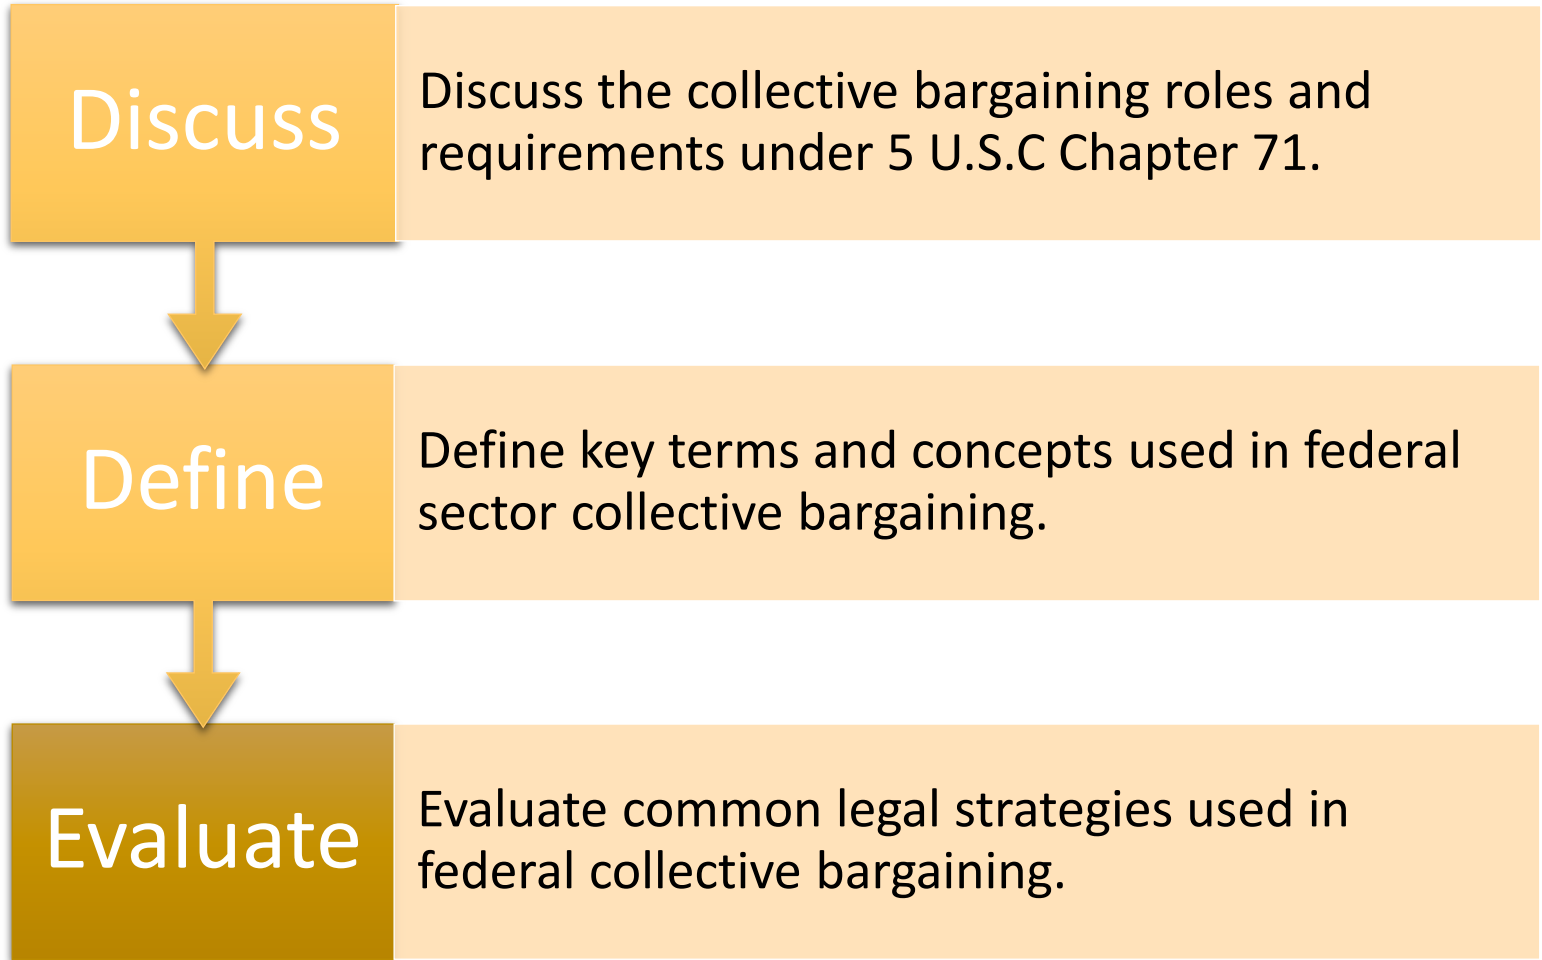 Discuss
Discuss the collective bargaining roles and
requirements under 5 U.S.C Chapter 71.
Define
Define key terms and concepts used in federal
sector collective bargaining.
Evaluate
Evaluate common legal strategies used in
federal collective bargaining.